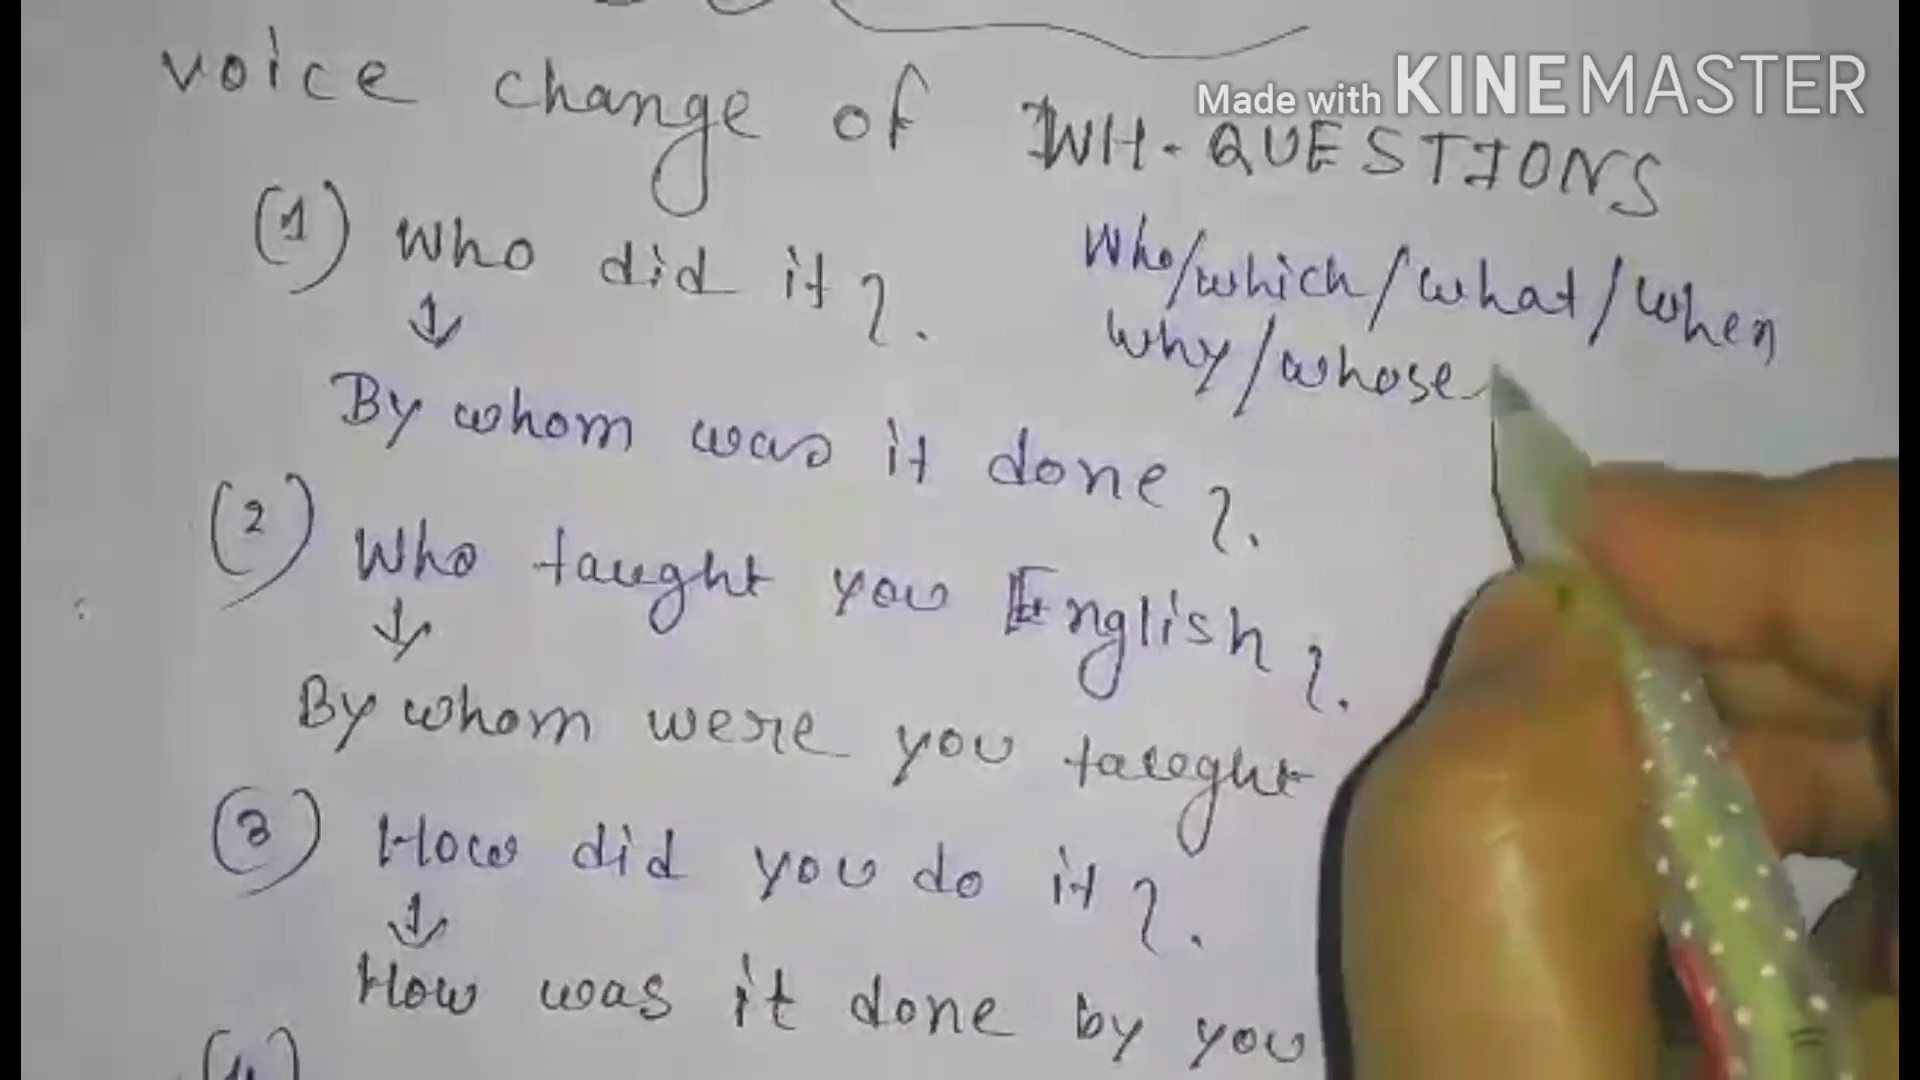 Made with KINEMASTER
voice change of WH-QUESTIONS
(1) Who did it?
Who/which/what/when
why/whose
↓
By whom was it done?
(2) Who taught you English?
↓
By whom were you taught
(3) How did you do it?
↓
How was it done by you
(4)